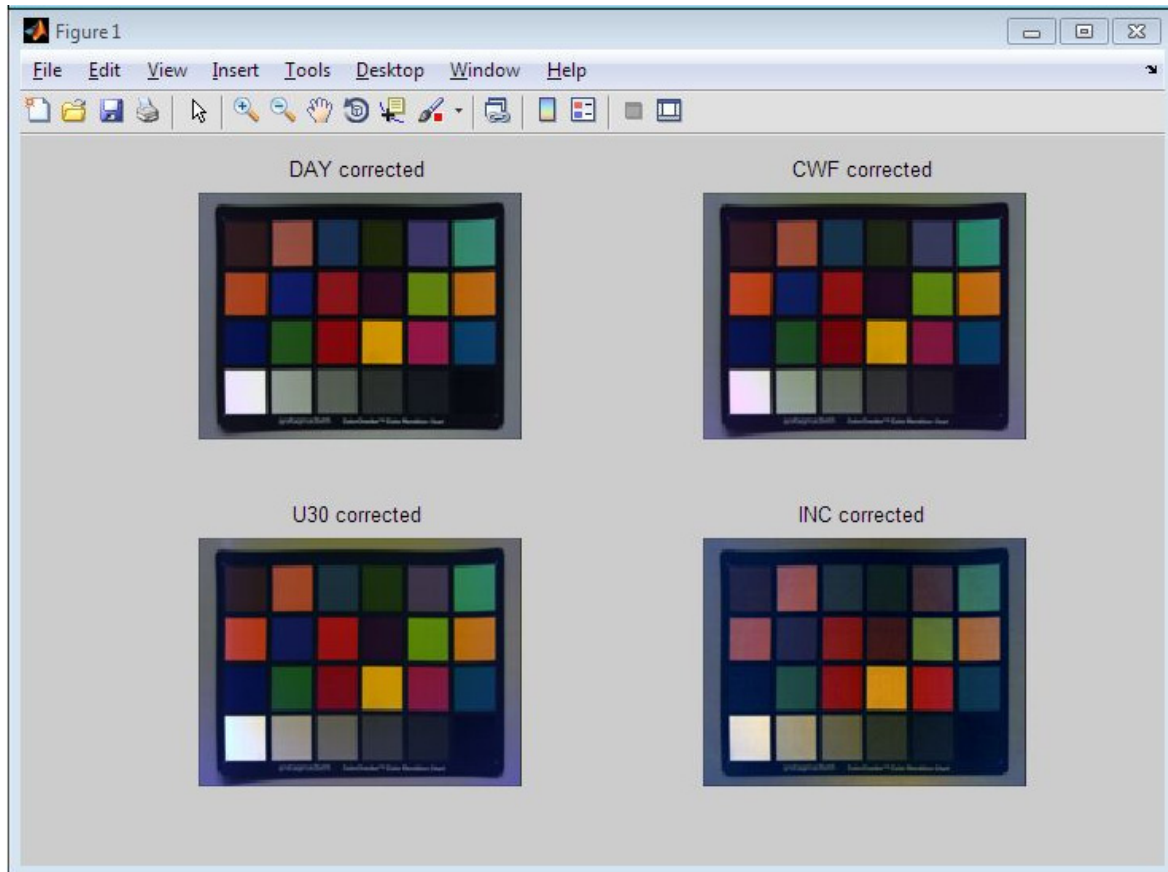 Figure 1
File Edit View Insert Tools Desktop Window Help
DAY corrected
CWF corrected
U30 corrected
INC corrected